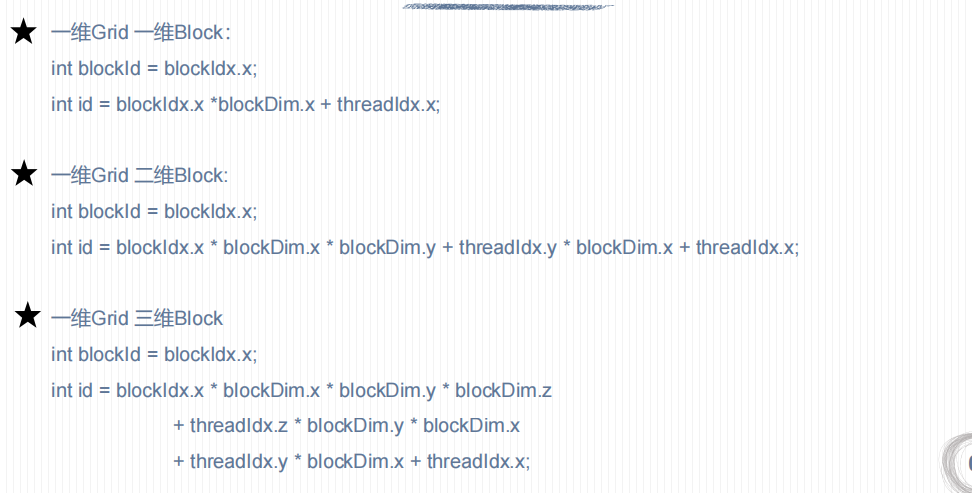 一维Grid 一维Block:
int blockId = blockIdx.x;
int id = blockIdx.x *blockDim.x + threadIdx.x;
一维Grid 二维Block:
int blockId = blockIdx.x;
int id = blockIdx.x * blockDim.x * blockDim.y + threadIdx.y * blockDim.x + threadIdx.x;
一维Grid 三维Block
int blockId = blockIdx.x;
int id = blockIdx.x * blockDim.x * blockDim.y * blockDim.z
+ threadIdx.z * blockDim.y * blockDim.x
+ threadIdx.y * blockDim.x + threadIdx.x;